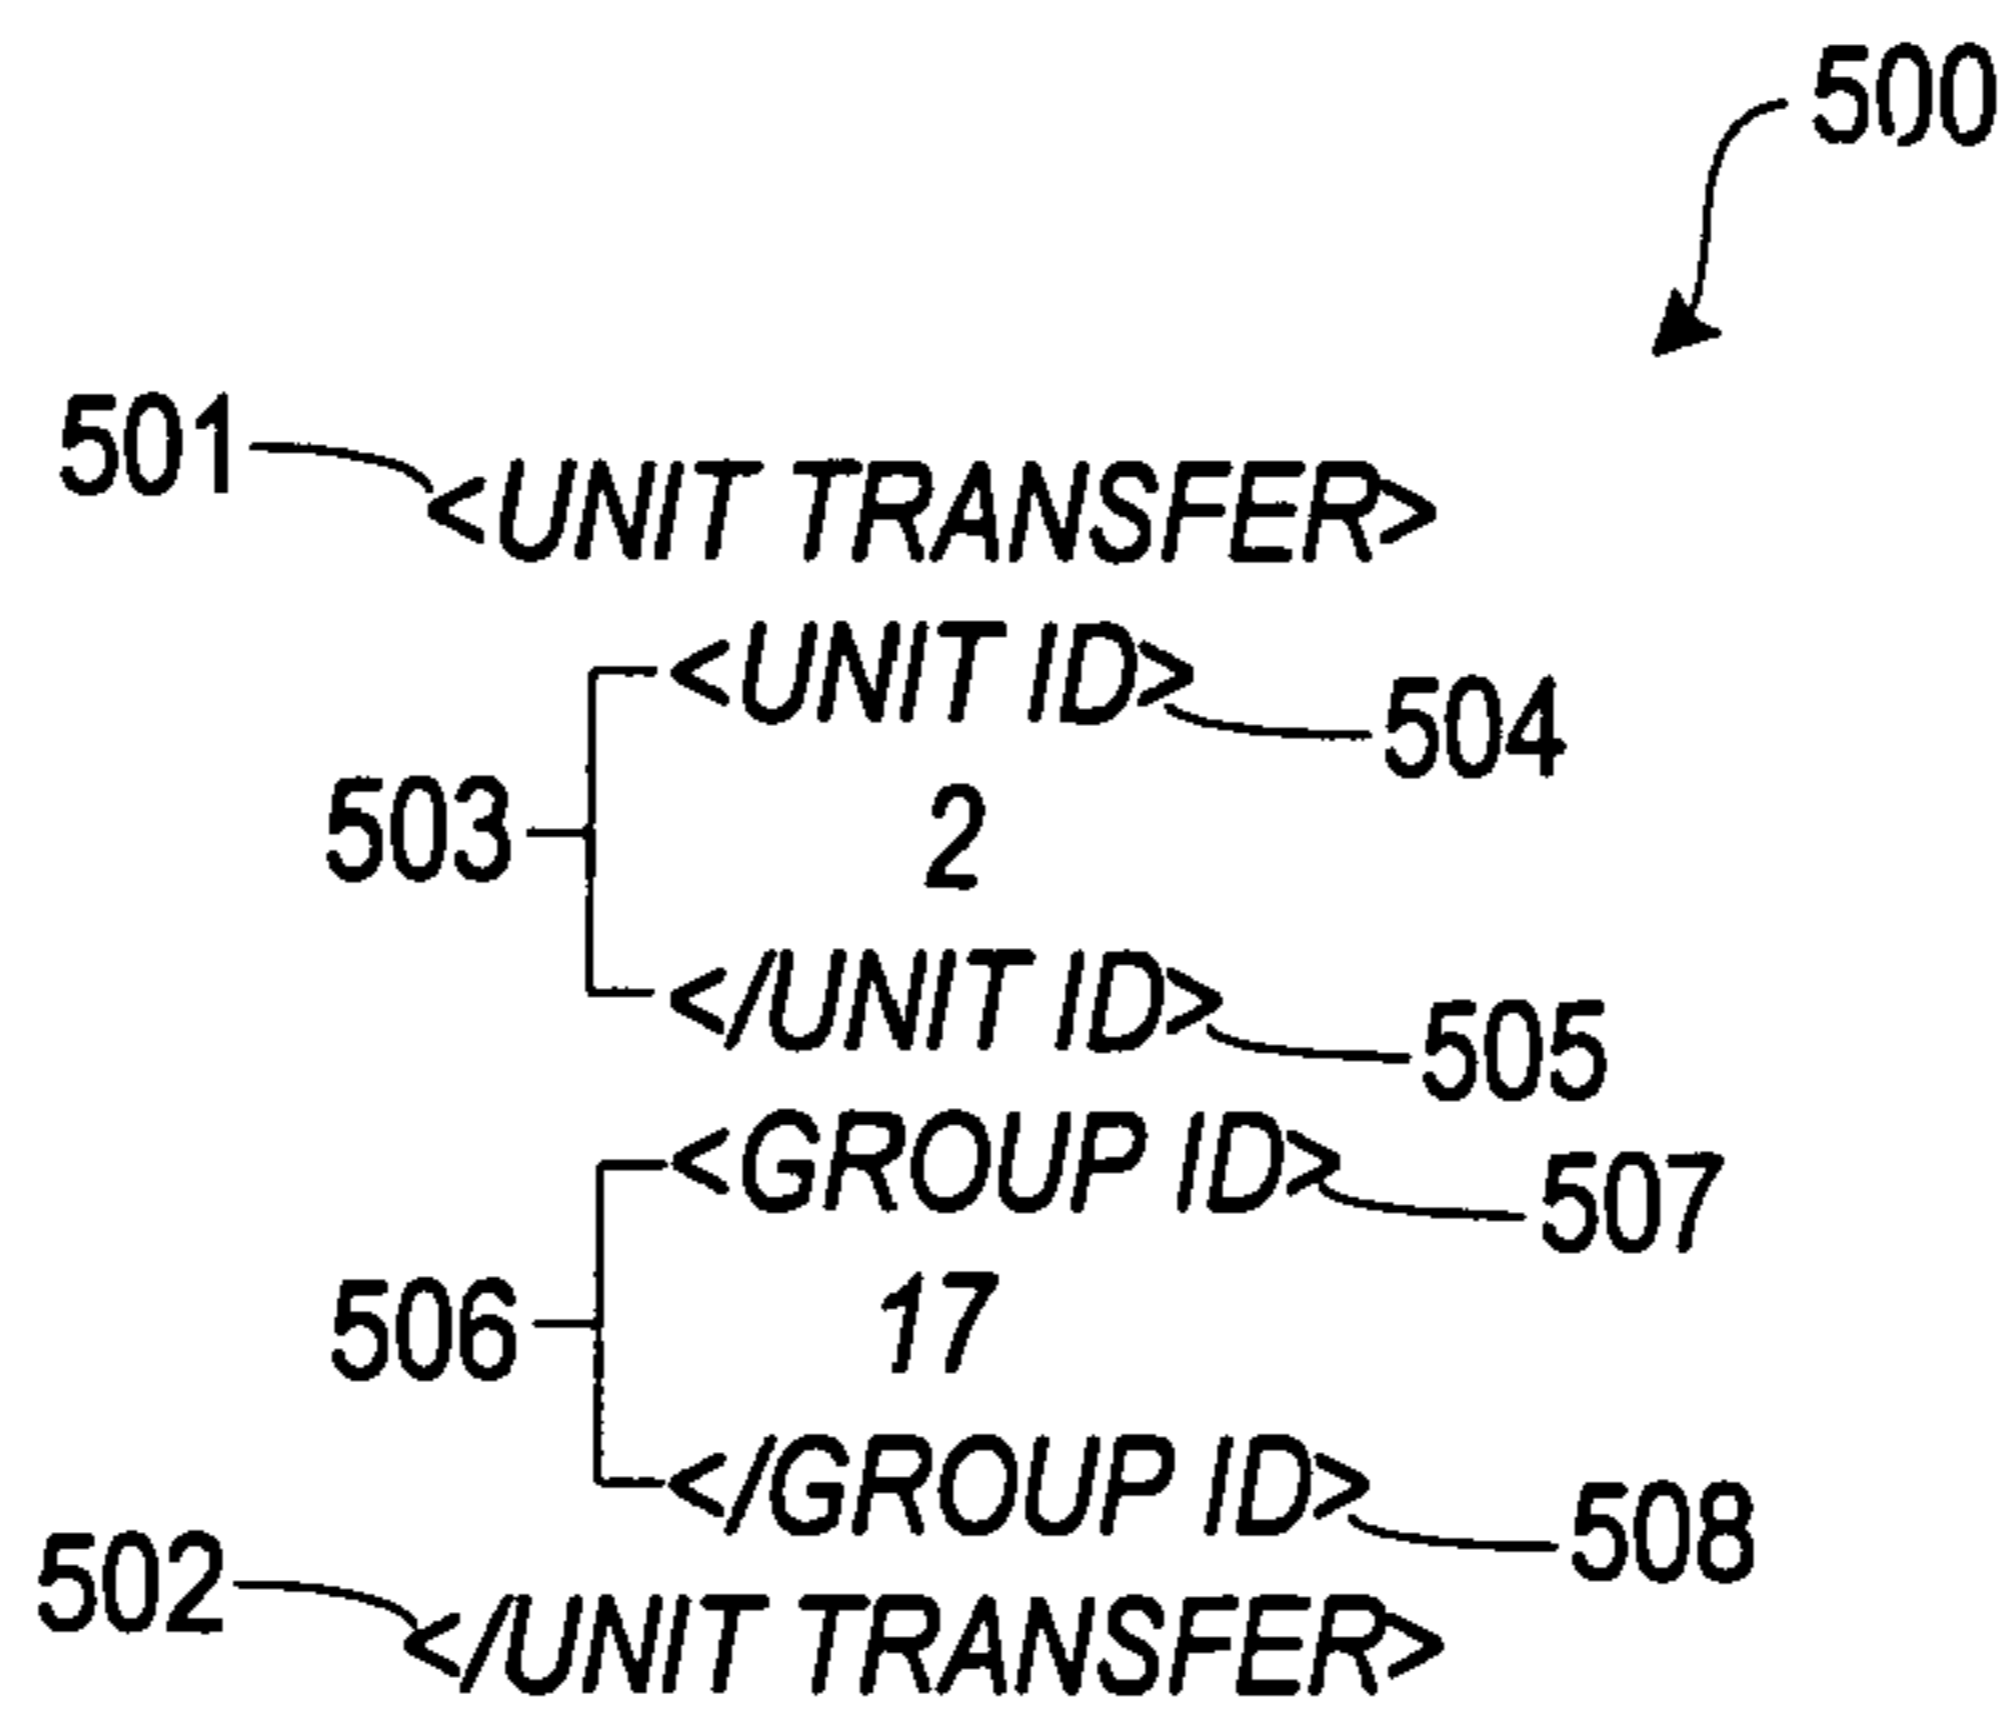 500
501 <UNIT TRANSFER>
<UNIT ID> 504
503 2
</UNIT ID> 505
<GROUP ID> 507
506 17
</GROUP ID> 508
502 </UNIT TRANSFER>